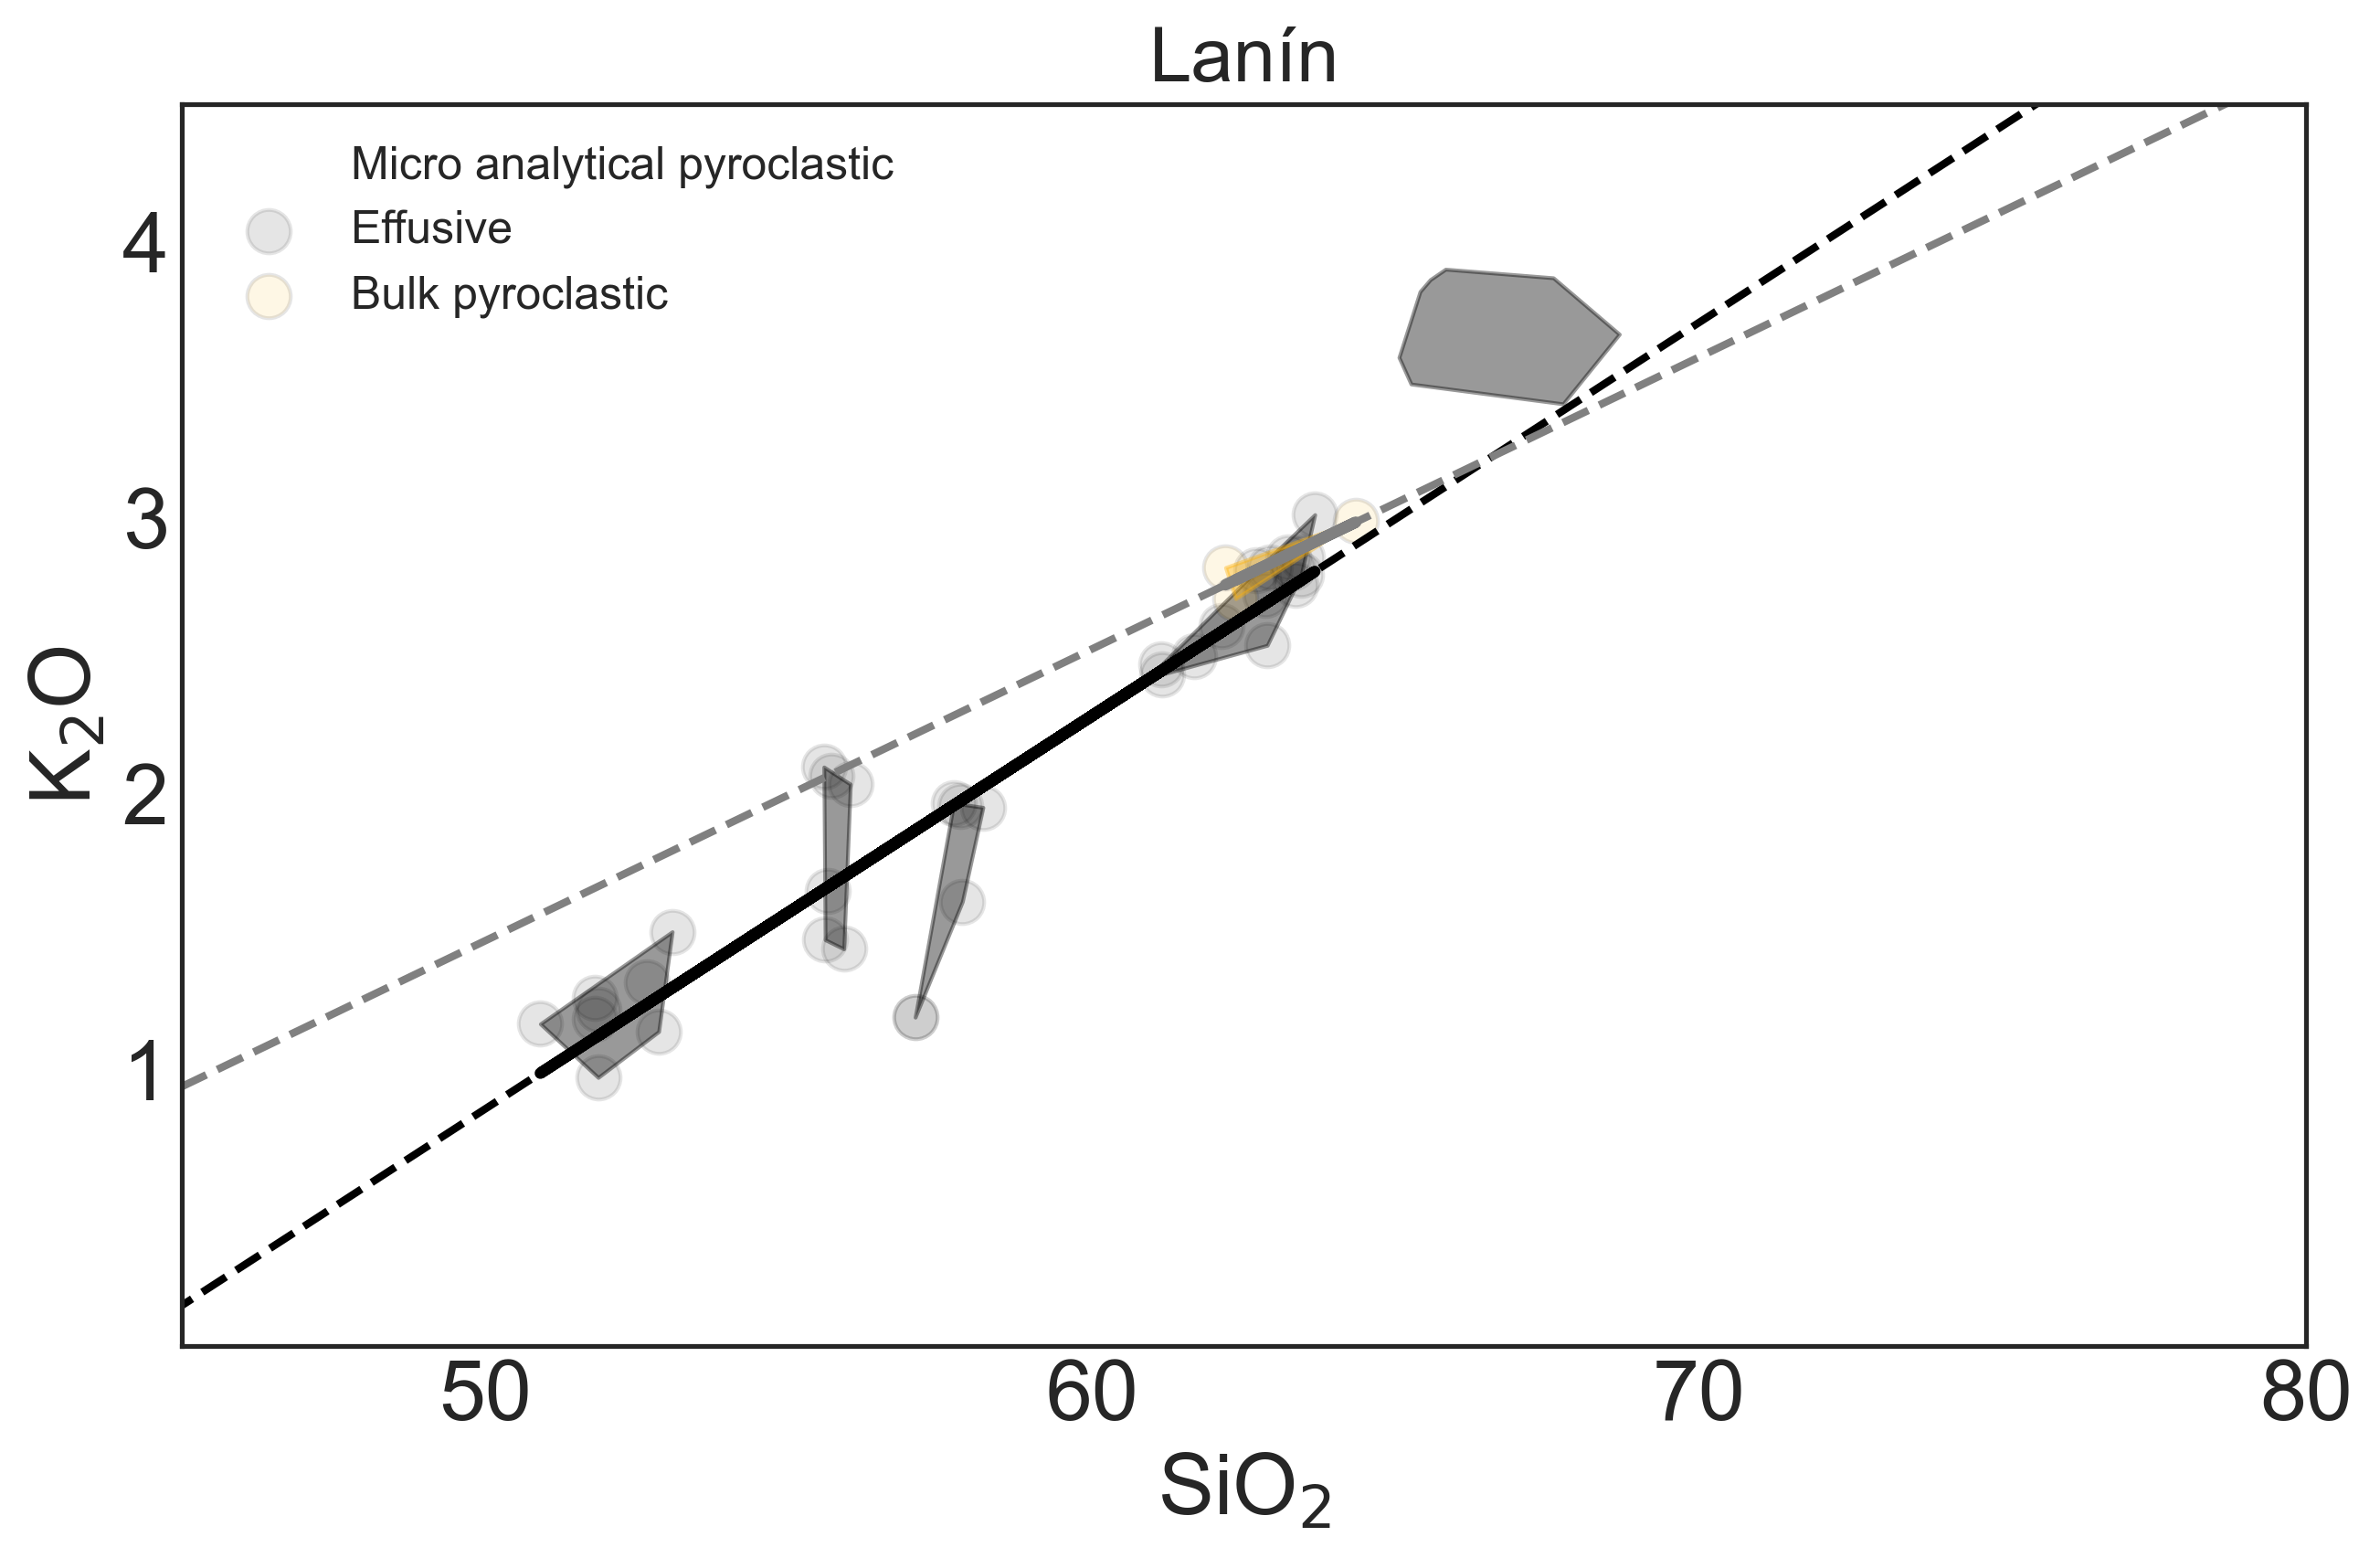 Lanín
Micro analytical pyroclastic
Effusive
Bulk pyroclastic
4
3
2
1
K₂O
50 60 70 80
SiO₂